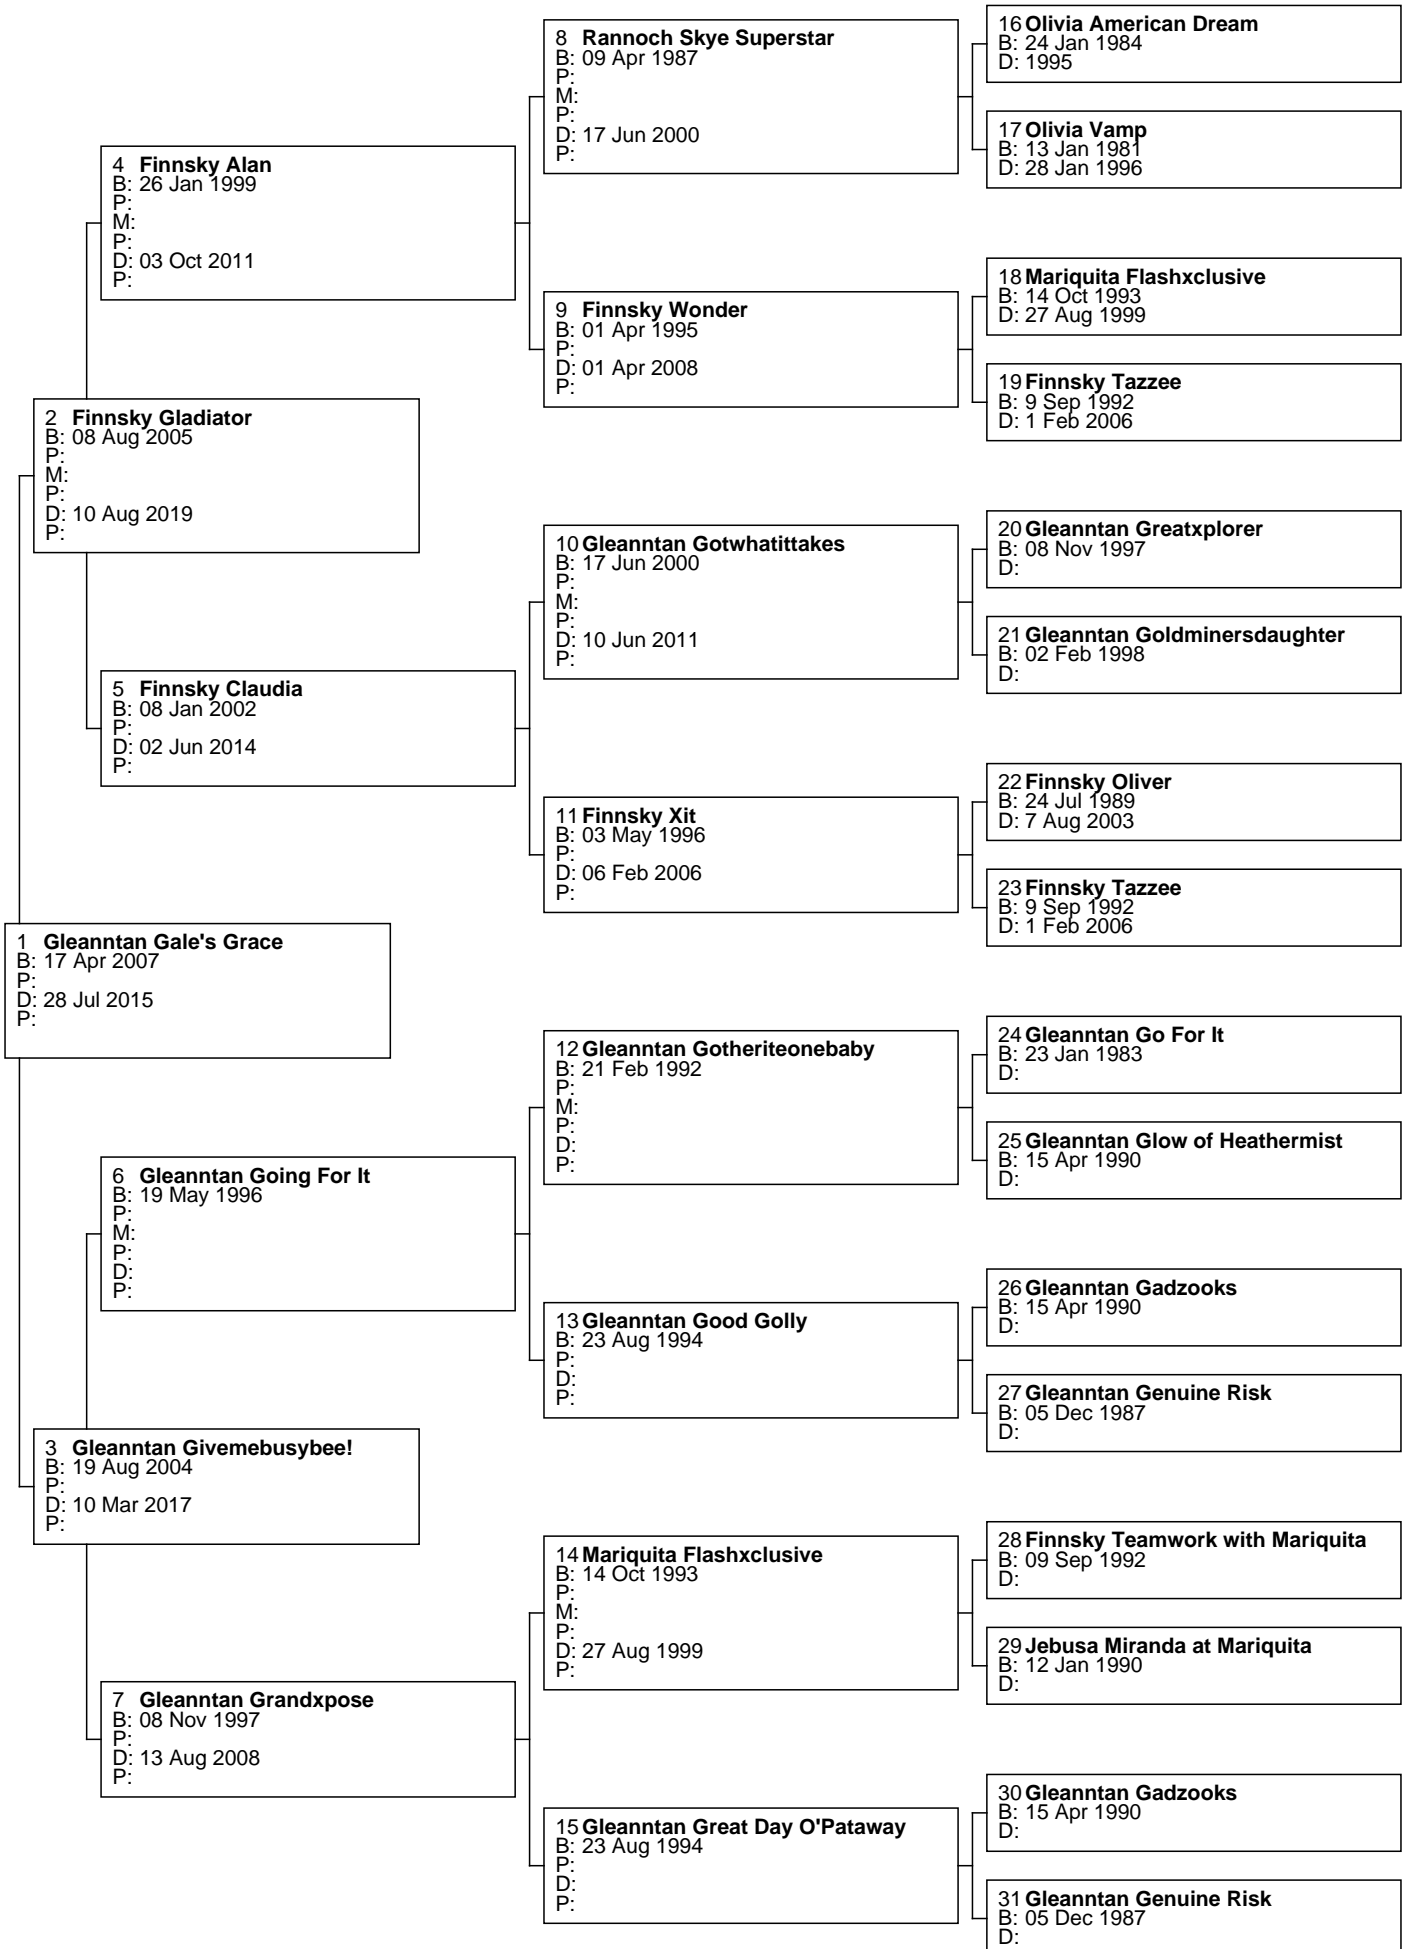 1 Gleanntan Gale's Grace
B: 17 Apr 2007
P:
D: 28 Jul 2015
P:
2 Finnsky Gladiator
B: 08 Aug 2005
P:
M:
P:
D: 10 Aug 2019
P:
3 Gleanntan Givemebusybee!
B: 19 Aug 2004
P:
D: 10 Mar 2017
P:
4 Finnsky Alan
B: 26 Jan 1999
P:
M:
P:
D: 03 Oct 2011
P:
5 Finnsky Claudia
B: 08 Jan 2002
P:
D: 02 Jun 2014
P:
6 Gleanntan Going For It
B: 19 May 1996
P:
M:
P:
D:
P:
7 Gleanntan Grandxpose
B: 08 Nov 1997
P:
D: 13 Aug 2008
P:
8 Rannoch Skye Superstar
B: 09 Apr 1987
P:
M:
P:
D: 17 Jun 2000
P:
9 Finnsky Wonder
B: 01 Apr 1995
P:
D: 01 Apr 2008
P:
10 Gleanntan Gotwhatittakes
B: 17 Jun 2000
P:
M:
P:
D: 10 Jun 2011
P:
11 Finnsky Xit
B: 03 May 1996
P:
D: 06 Feb 2006
P:
12 Gleanntan Gotheriteonebaby
B: 21 Feb 1992
P:
M:
P:
D:
P:
13 Gleanntan Good Golly
B: 23 Aug 1994
P:
D:
P:
14 Mariquita Flashxclusive
B: 14 Oct 1993
P:
M:
P:
D: 27 Aug 1999
P:
15 Gleanntan Great Day O'Pataway
B: 23 Aug 1994
P:
D:
P:
16 Olivia American Dream
B: 24 Jan 1984
D: 1995
17 Olivia Vamp
B: 13 Jan 1981
D: 28 Jan 1996
18 Mariquita Flashxclusive
B: 14 Oct 1993
D: 27 Aug 1999
19 Finnsky Tazzee
B: 9 Sep 1992
D: 1 Feb 2006
20 Gleanntan Greatxplorer
B: 08 Nov 1997
D:
21 Gleanntan Goldminersdaughter
B: 02 Feb 1998
D:
22 Finnsky Oliver
B: 24 Jul 1989
D: 7 Aug 2003
23 Finnsky Tazzee
B: 9 Sep 1992
D: 1 Feb 2006
24 Gleanntan Go For It
B: 23 Jan 1983
D:
25 Gleanntan Glow of Heathermist
B: 15 Apr 1990
D:
26 Gleanntan Gadzooks
B: 15 Apr 1990
D:
27 Gleanntan Genuine Risk
B: 05 Dec 1987
D:
28 Finnsky Teamwork with Mariquita
B: 09 Sep 1992
D:
29 Jebusa Miranda at Mariquita
B: 12 Jan 1990
D:
30 Gleanntan Gadzooks
B: 15 Apr 1990
D:
31 Gleanntan Genuine Risk
B: 05 Dec 1987
D: